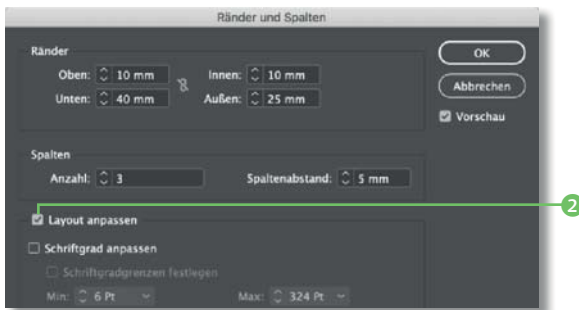 Ränder und Spalten
Ränder
OK
Oben: 10 mm Innen: 10 mm
Abbrechen
Unten: 40 mm Außen: 25 mm
Vorschau
Spalten
Anzahl: 3 Spaltenabstand: 5 mm
2
Layout anpassen
Schriftgrad anpassen
Schriftgradgrenzen festlegen
Min: 6 Pt Max: 324 Pt